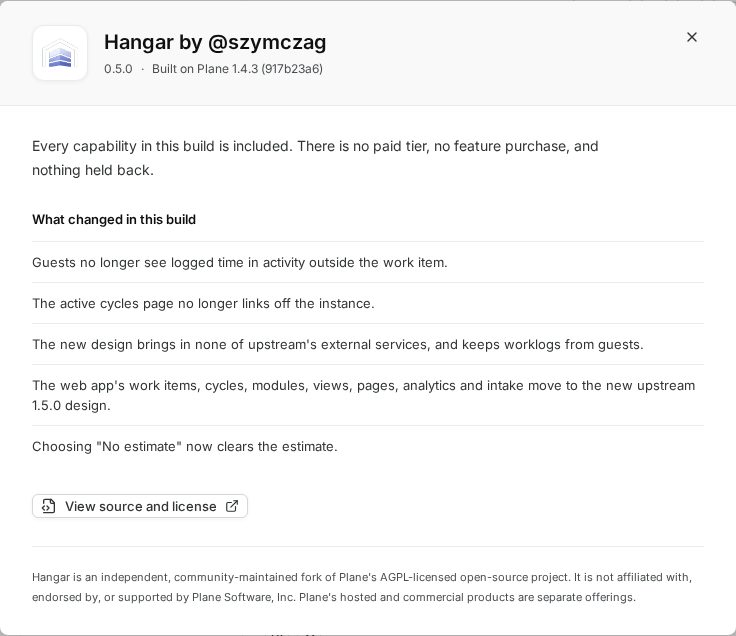 Hangar by @szymczag
0.5.0 · Built on Plane 1.4.3 (917b23a6)
Every capability in this build is included. There is no paid tier, no feature purchase, and
nothing held back.
What changed in this build
Guests no longer see logged time in activity outside the work item.
The active cycles page no longer links off the instance.
The new design brings in none of upstream's external services, and keeps worklogs from guests.
The web app's work items, cycles, modules, views, pages, analytics and intake move to the new upstream
1.5.0 design.
Choosing "No estimate" now clears the estimate.
View source and license
Hangar is an independent, community-maintained fork of Plane's AGPL-licensed open-source project. It is not affiliated with,
endorsed by, or supported by Plane Software, Inc. Plane's hosted and commercial products are separate offerings.